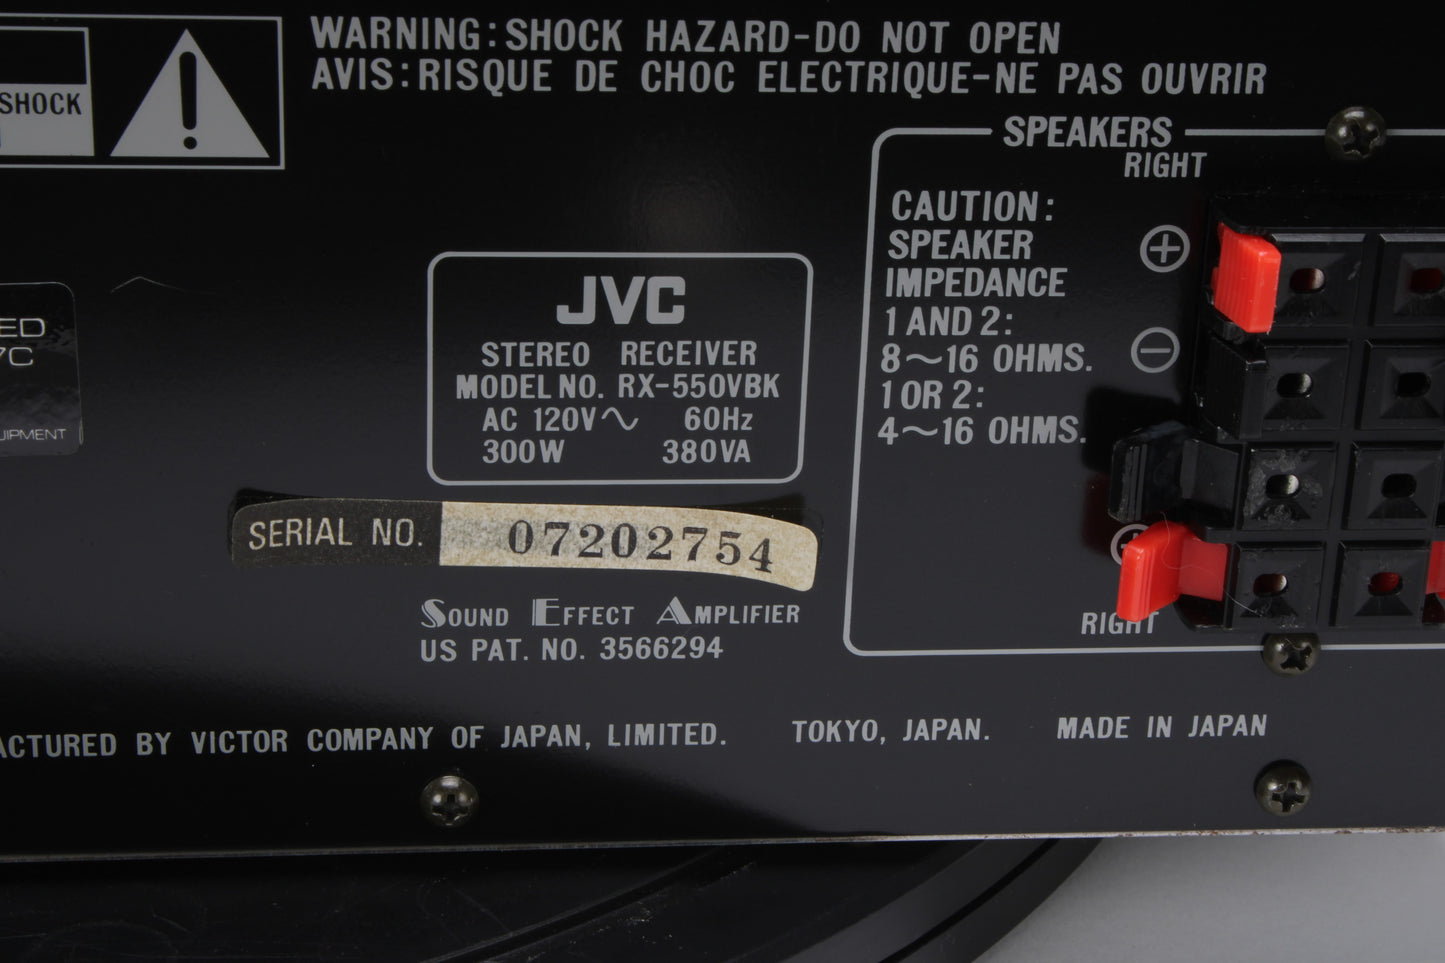 WARNING: SHOCK HAZARD-DO NOT OPEN
AVIS: RISQUE DE CHOC ELECTRIQUE-NE PAS OUVRIR
SHOCK
!
SPEAKERS
RIGHT
CAUTION:
SPEAKER
IMPEDANCE
1 AND 2:
8~16 OHMS.
1 OR 2:
4~16 OHMS.
+
−
RIGHT
JVC
STEREO RECEIVER
MODEL NO. RX-550VBK
AC 120V~ 60Hz
300W 380VA
SERIAL NO. 07202754
SOUND EFFECT AMPLIFIER
US PAT. NO. 3566294
ED
7C
UIPMENT
ACTURED BY VICTOR COMPANY OF JAPAN, LIMITED. TOKYO, JAPAN. MADE IN JAPAN